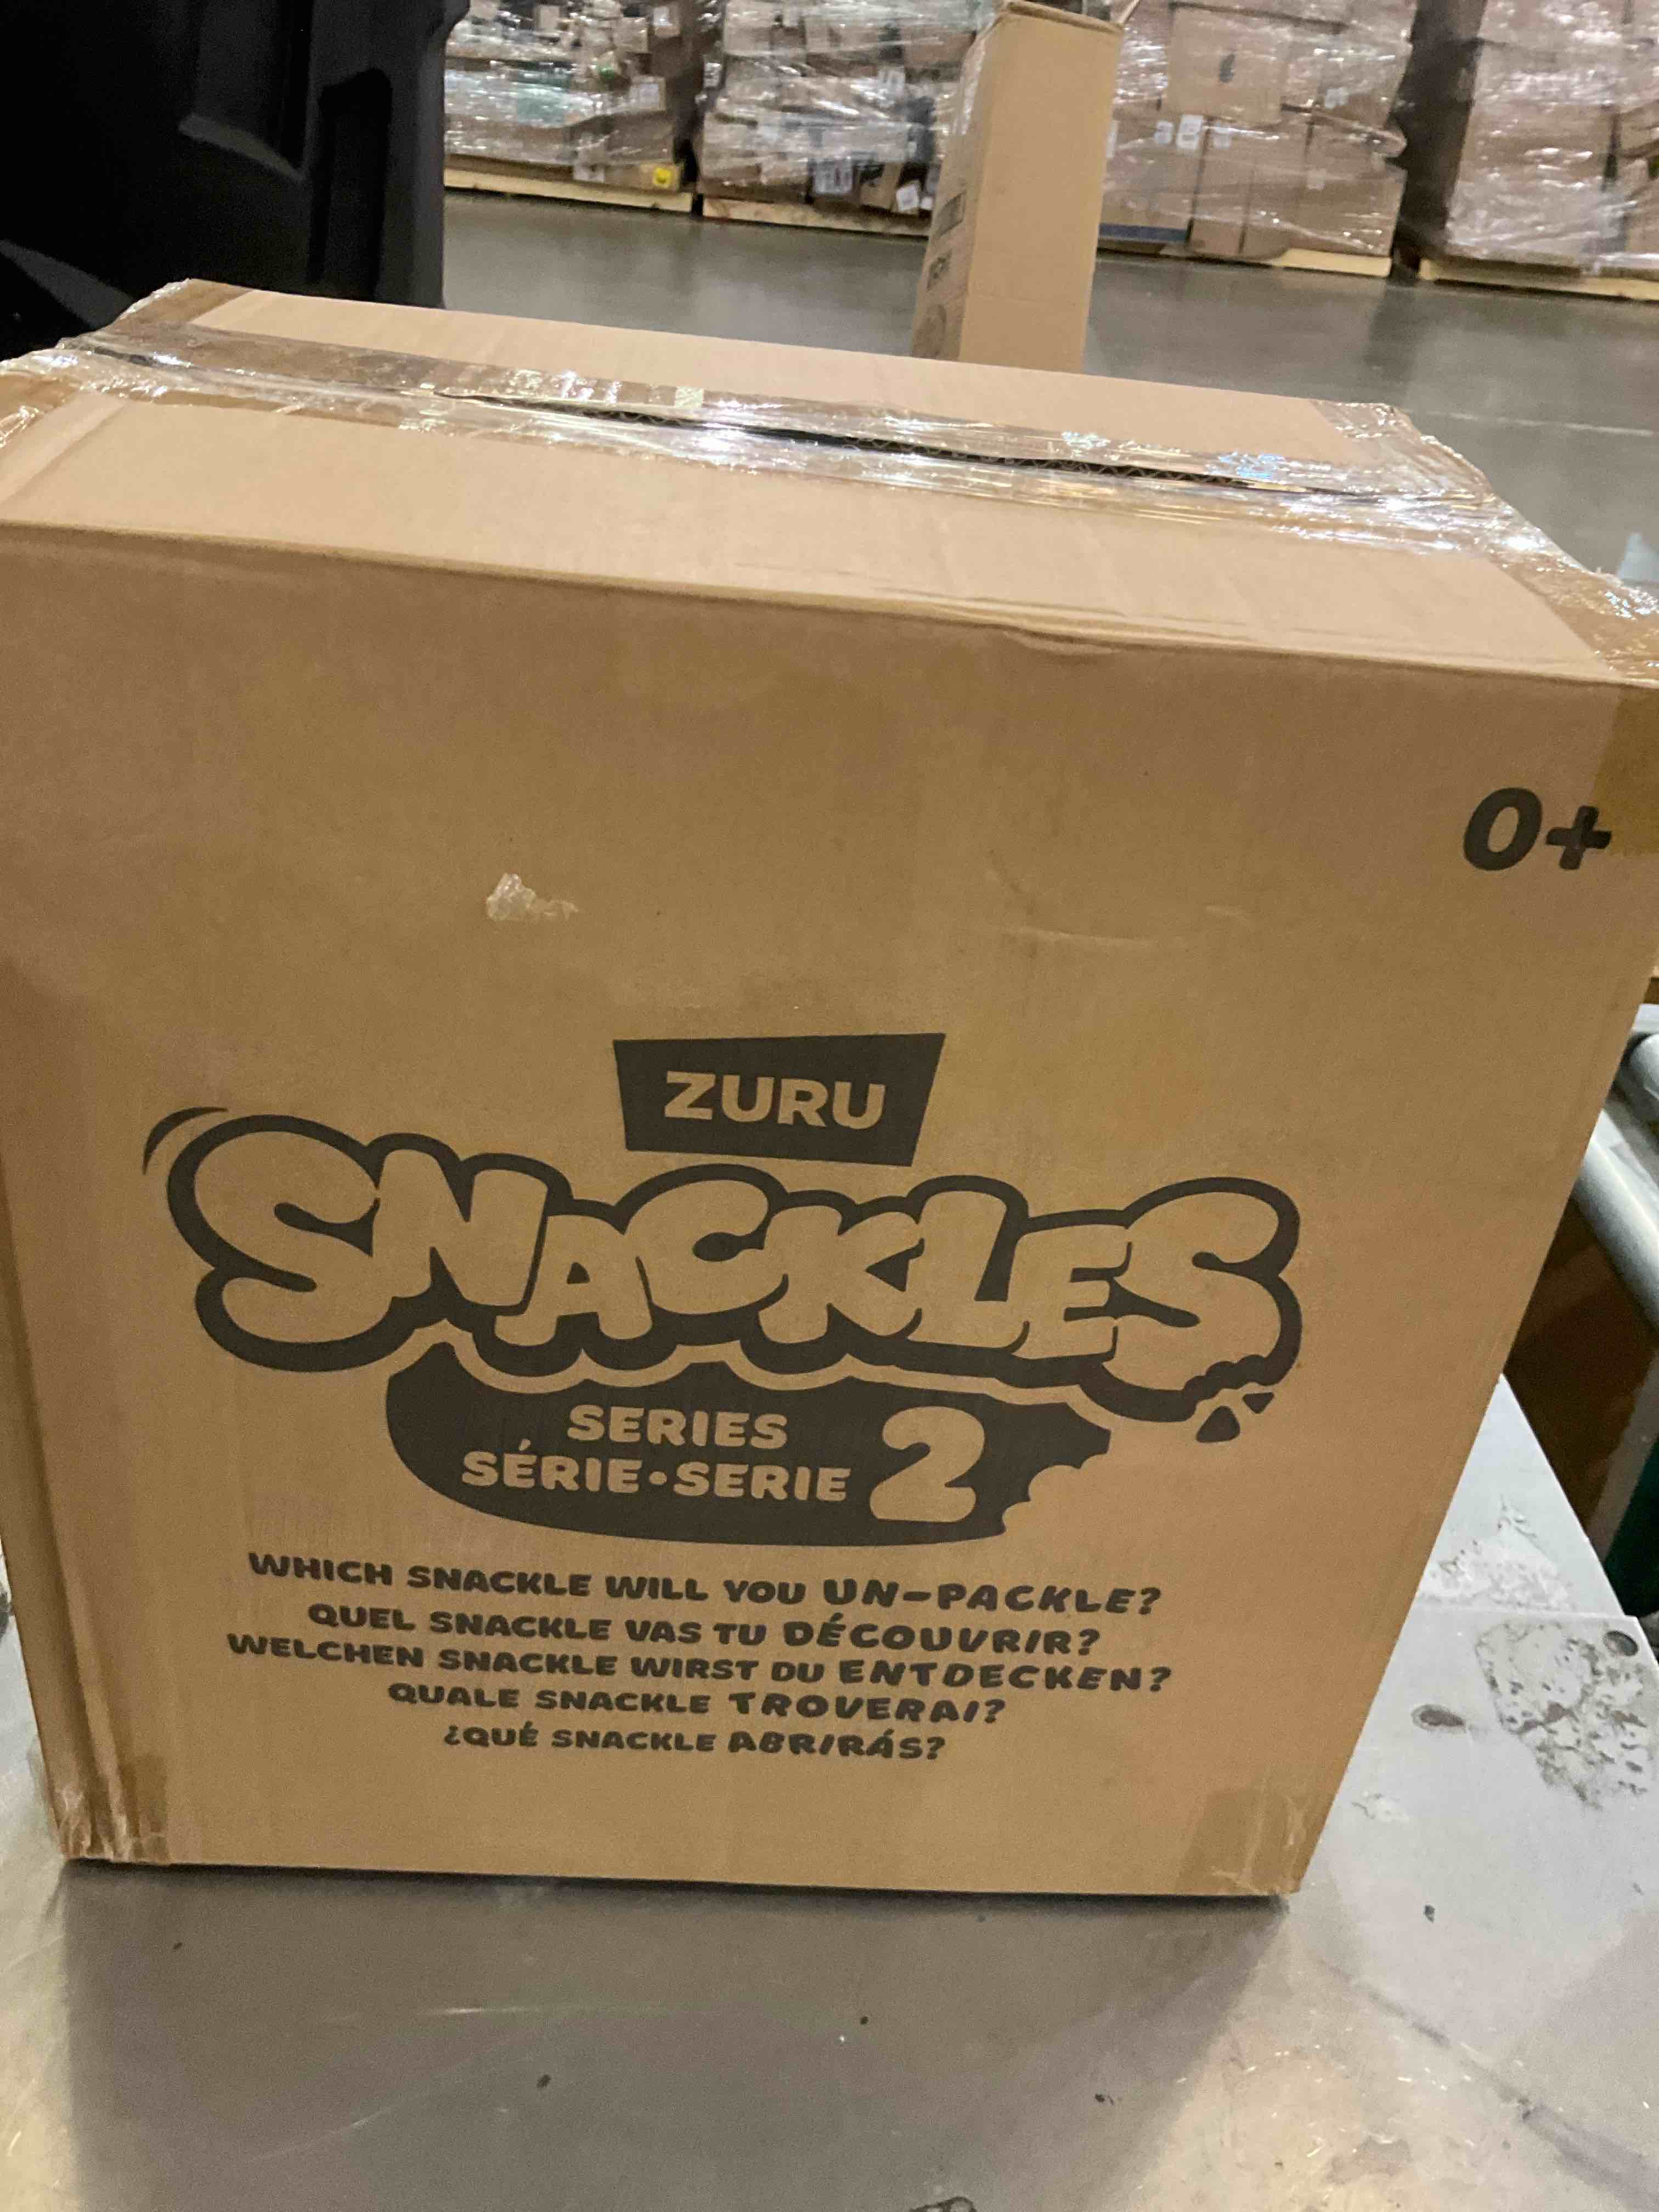 0+
ZURU
SNACKLES
SERIES
SÉRIE•SERIE 2
WHICH SNACKLE WILL YOU UN-PACKLE?
QUEL SNACKLE VAS TU DÉCOUVRIR?
WELCHEN SNACKLE WIRST DU ENTDECKEN?
QUALE SNACKLE TROVERAI?
¿QUÉ SNACKLE ABRIRÁS?